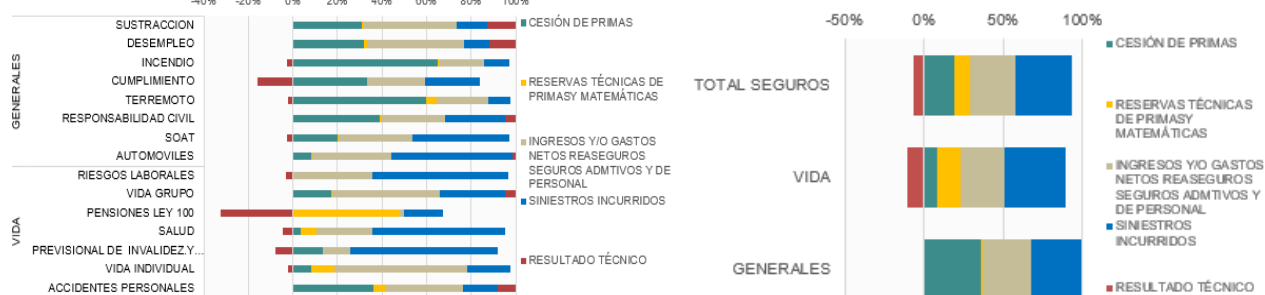 -40% -20% 0% 20% 40% 60% 80% 100%
GENERALES
SUSTRACCION
DESEMPLEO
INCENDIO
CUMPLIMIENTO
TERREMOTO
RESPONSABILIDAD CIVIL
SOAT
AUTOMOVILES
VIDA
RIESGOS LABORALES
VIDA GRUPO
PENSIONES LEY 100
SALUD
PREVISIONAL DE INVALIDEZ.Y...
VIDA INDIVIDUAL
ACCIDENTES PERSONALES
CESIÓN DE PRIMAS
RESERVAS TÉCNICAS DE
PRIMASY MATEMÁTICAS
INGRESOS Y/O GASTOS
NETOS REASEGUROS
SEGUROS ADMTIVOS Y DE
PERSONAL
SINIESTROS INCURRIDOS
RESULTADO TÉCNICO
-50% 0% 50% 100%
TOTAL SEGUROS
VIDA
GENERALES
CESIÓN DE PRIMAS
RESERVAS TÉCNICAS
DE PRIMASY
MATEMÁTICAS
INGRESOS Y/O GASTOS
NETOS REASEGUROS
SEGUROS ADMTIVOS Y
DE PERSONAL
SINIESTROS
INCURRIDOS
RESULTADO TÉCNICO